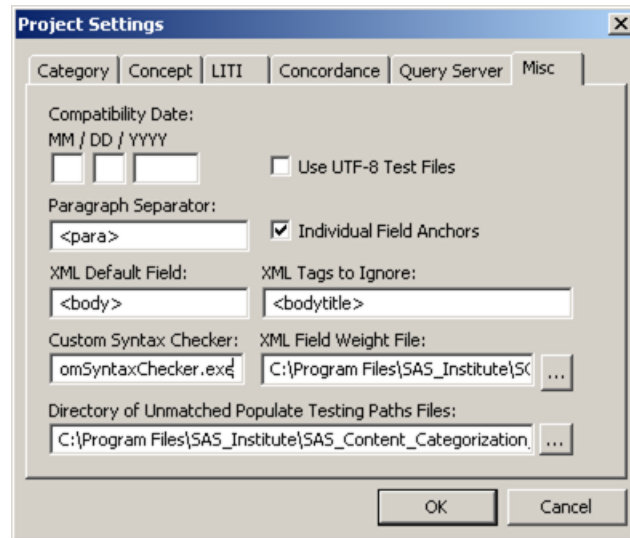 Project Settings
Category Concept LITI Concordance Query Server Misc
Compatibility Date:
MM / DD / YYYY
Use UTF-8 Test Files
Paragraph Separator:
<para>
Individual Field Anchors
XML Default Field: XML Tags to Ignore:
<body> <bodytitle>
Custom Syntax Checker: XML Field Weight File:
omSyntaxChecker.exe C:\Program Files\SAS_Institute\SC ...
Directory of Unmatched Populate Testing Paths Files:
C:\Program Files\SAS_Institute\SAS_Content_Categorization_ ...
OK Cancel